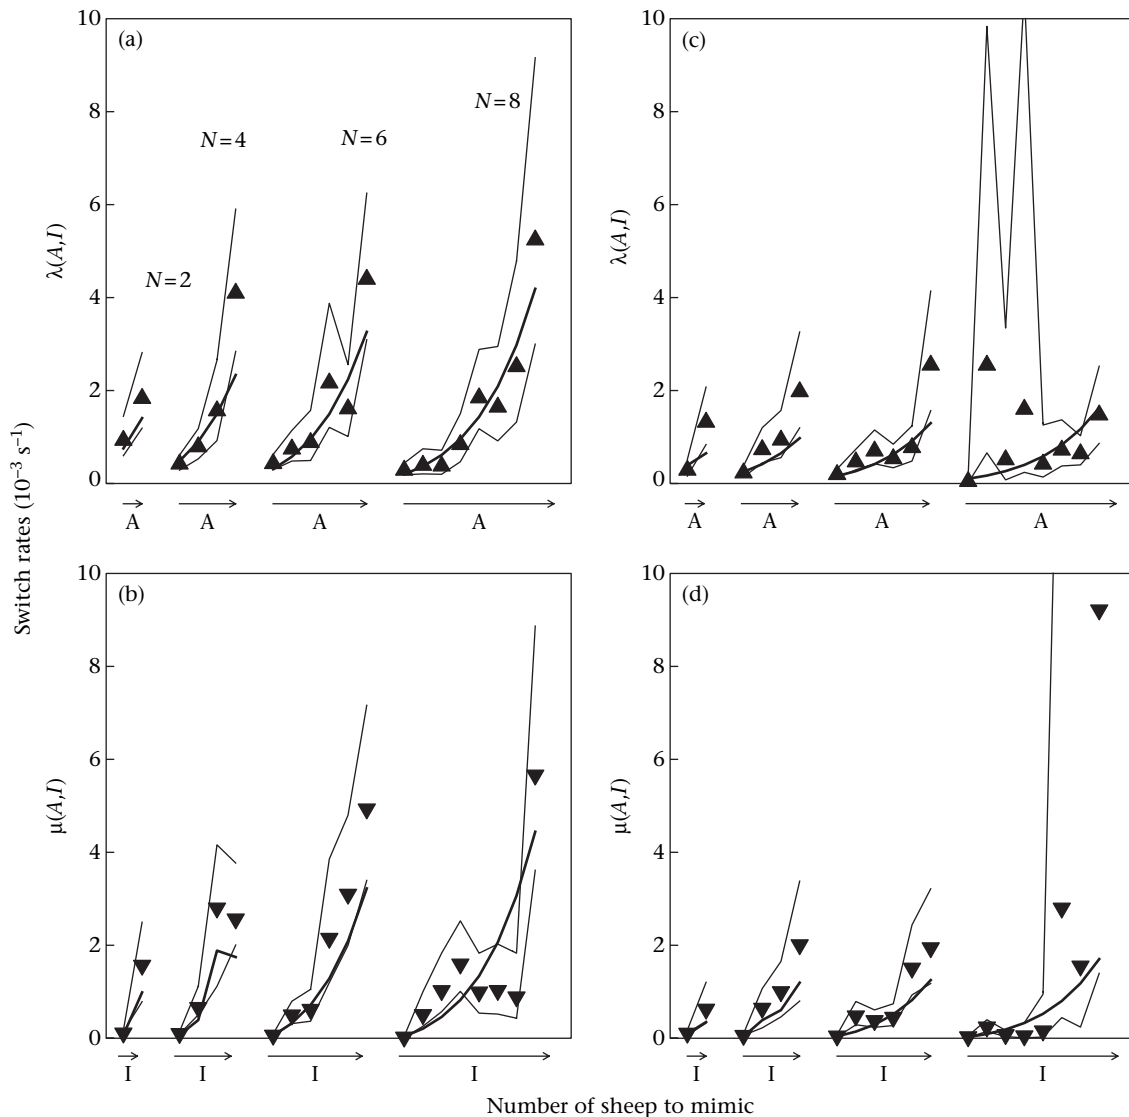 10
(a)
8
N=8
N=4
N=6
6
λ(A,I)
N=2
4
2
0
A
A
A
A
10
(c)
8
6
λ(A,I)
4
2
0
A
A
A
A
Switch rates (10⁻³ s⁻¹)
10
(b)
8
6
μ(A,I)
4
2
0
I
I
I
I
10
(d)
8
6
μ(A,I)
4
2
0
I
I
I
I
Number of sheep to mimic